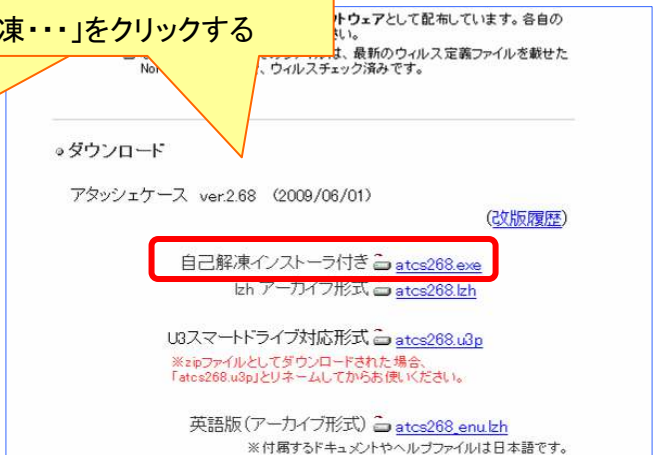 凍・・・」をクリックする
トウェアとして配布しています。各自の
さい。
は、最新のウィルス定義ファイルを載せた
Nor
、ウィルスチェック済みです。
ダウンロード
アタッシェケース ver.2.68 (2009/06/01)
(改版履歴)
自己解凍インストーラ付き atcs268.exe
lzh アーカイブ形式 atcs268.lzh
U3スマートドライブ対応形式 atcs268.u3p
※zipファイルとしてダウンロードされた場合、
「atcs268.u3p」とリネームしてからお使いください。
英語版(アーカイブ形式) atcs268_enu.lzh
※付属するドキュメントやヘルプファイルは日本語です。